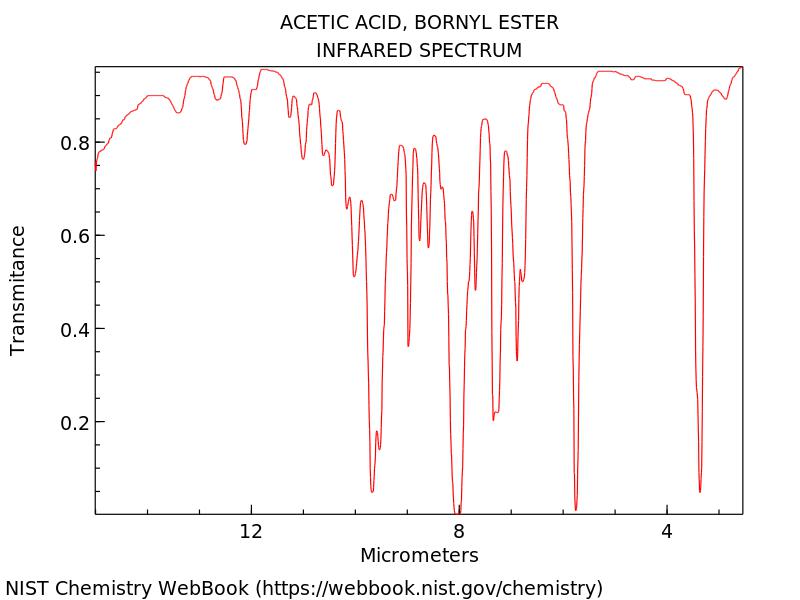 ACETIC ACID, BORNYL ESTER
INFRARED SPECTRUM
0.8
0.6
0.4
0.2
Transmitance
12 8 4
Micrometers
NIST Chemistry WebBook (https://webbook.nist.gov/chemistry)